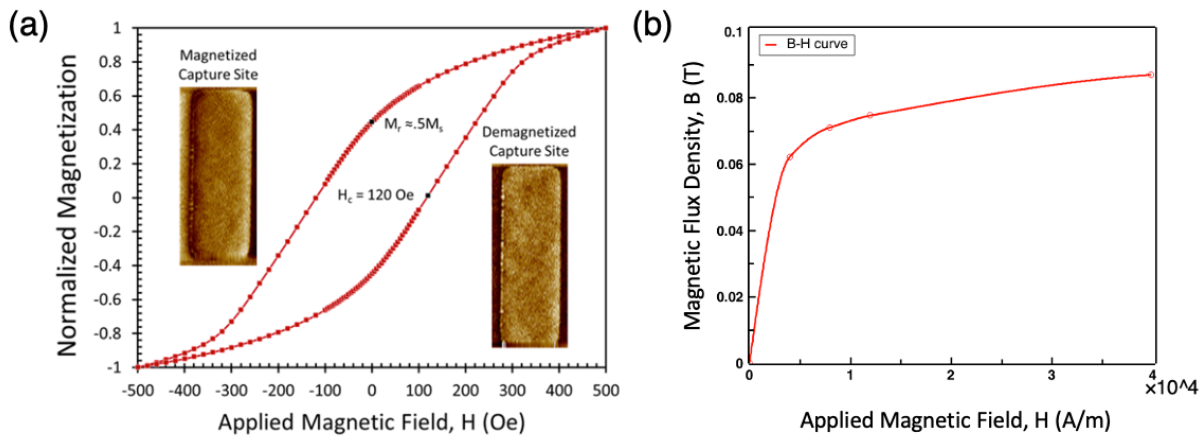 (a)
Normalized Magnetization
1
0.8
0.6
0.4
0.2
0
-0.2
-0.4
-0.6
-0.8
-1
Magnetized
Capture Site
Mᵣ ≈.5Mₛ
H꜀ = 120 Oe
Demagnetized
Capture Site
-500 -400 -300 -200 -100 0 100 200 300 400 500
Applied Magnetic Field, H (Oe)
(b)
Magnetic Flux Density, B (T)
0.1
0.08
0.06
0.04
0.02
0
B-H curve
0 1 2 3 4
×10^4
Applied Magnetic Field, H (A/m)